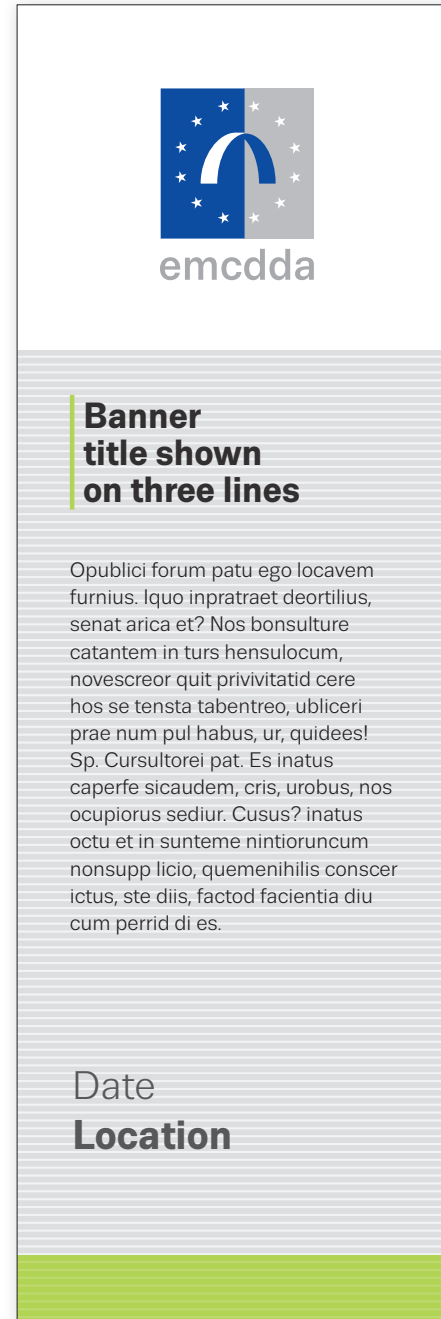 emcdda
Banner
title shown
on three lines
Opublici forum patu ego locavem
furnius. Iquo inpratraet deortilius,
senat arica et? Nos bonsulture
catantem in turs hensulocum,
novescreor quit privivitatid cere
hos se tensta tabentreo, ubliceri
prae num pul habus, ur, quidees!
Sp. Cursultorei pat. Es inatus
caperfe sicaudem, cris, urobus, nos
ocupiorus sediur. Cusus? inatus
octu et in sunteme nintioruncum
nonsupp licio, quemenihilis conscer
ictus, ste diis, factod facientia diu
cum perrid di es.
Date
Location